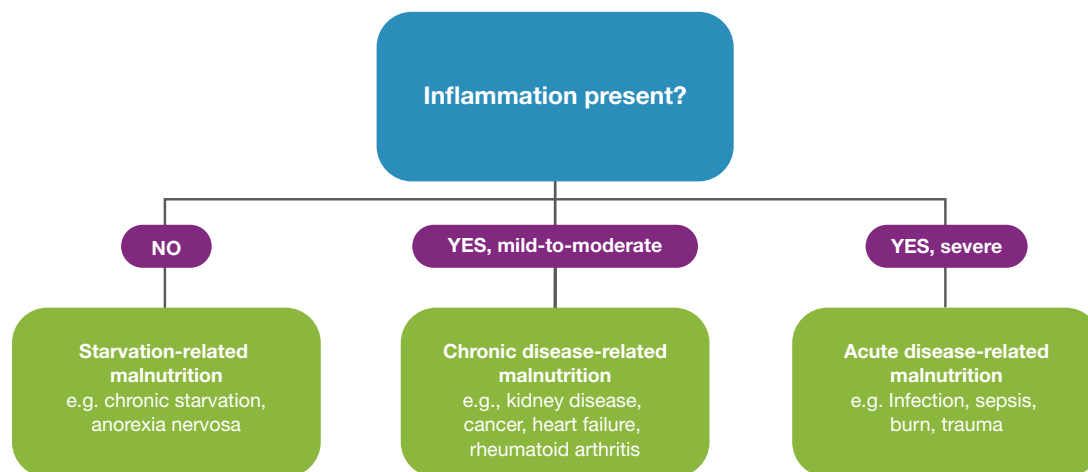 Inflammation present?
NO
YES, mild-to-moderate
YES, severe
Starvation-related
malnutrition
e.g. chronic starvation,
anorexia nervosa
Chronic disease-related
malnutrition
e.g., kidney disease,
cancer, heart failure,
rheumatoid arthritis
Acute disease-related
malnutrition
e.g. Infection, sepsis,
burn, trauma